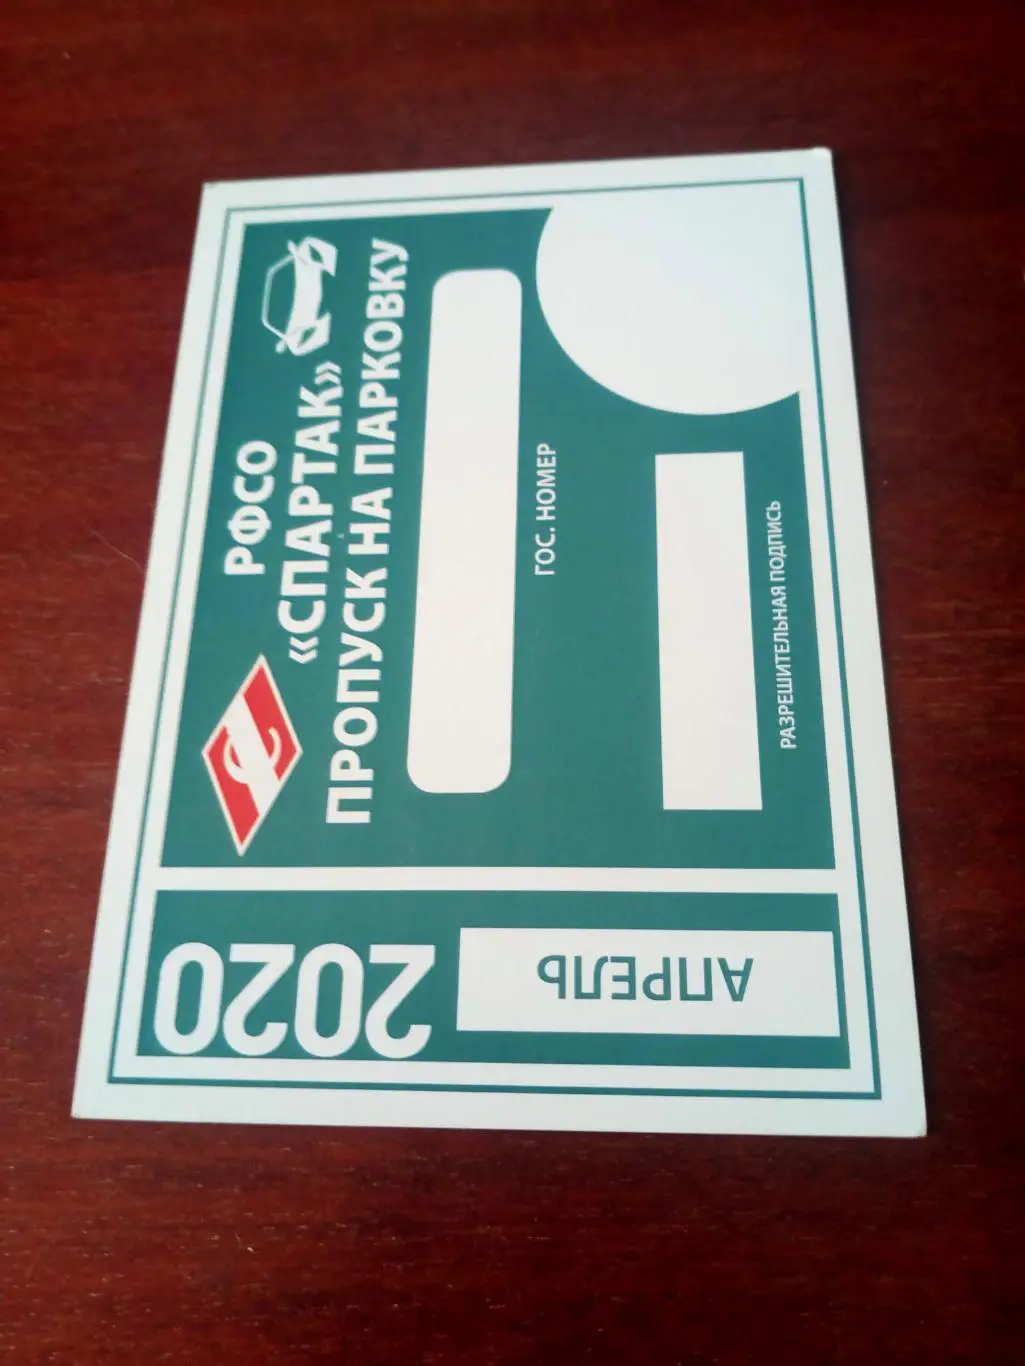 РФСО
«СПАРТАК»
ПРОПУСК НА ПАРКОВКУ
ГОС. НОМЕР
РАЗРЕШИТЕЛЬНАЯ ПОДПИСЬ
2020
АПРЕЛЬ